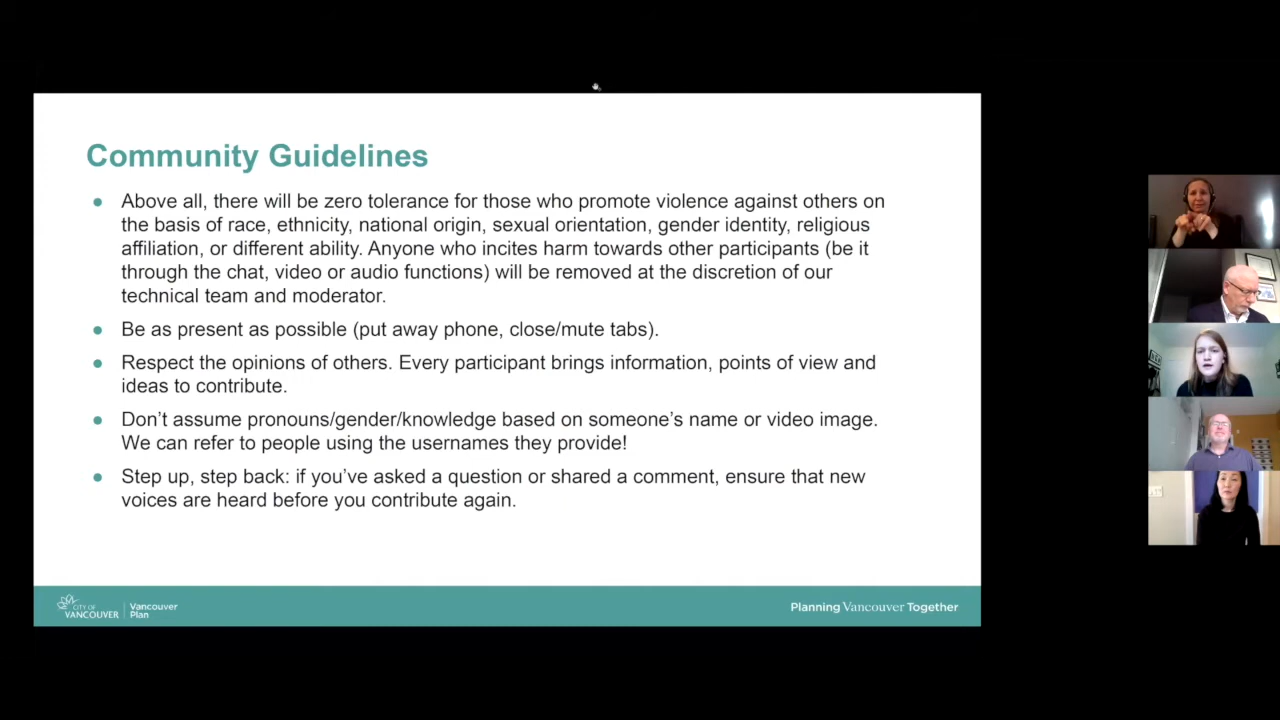 Community Guidelines
● Above all, there will be zero tolerance for those who promote violence against others on
the basis of race, ethnicity, national origin, sexual orientation, gender identity, religious
affiliation, or different ability. Anyone who incites harm towards other participants (be it
through the chat, video or audio functions) will be removed at the discretion of our
technical team and moderator.
● Be as present as possible (put away phone, close/mute tabs).
● Respect the opinions of others. Every participant brings information, points of view and
ideas to contribute.
● Don’t assume pronouns/gender/knowledge based on someone’s name or video image.
We can refer to people using the usernames they provide!
● Step up, step back: if you’ve asked a question or shared a comment, ensure that new
voices are heard before you contribute again.
CITY OF
VANCOUVER
Vancouver
Plan
Planning Vancouver Together